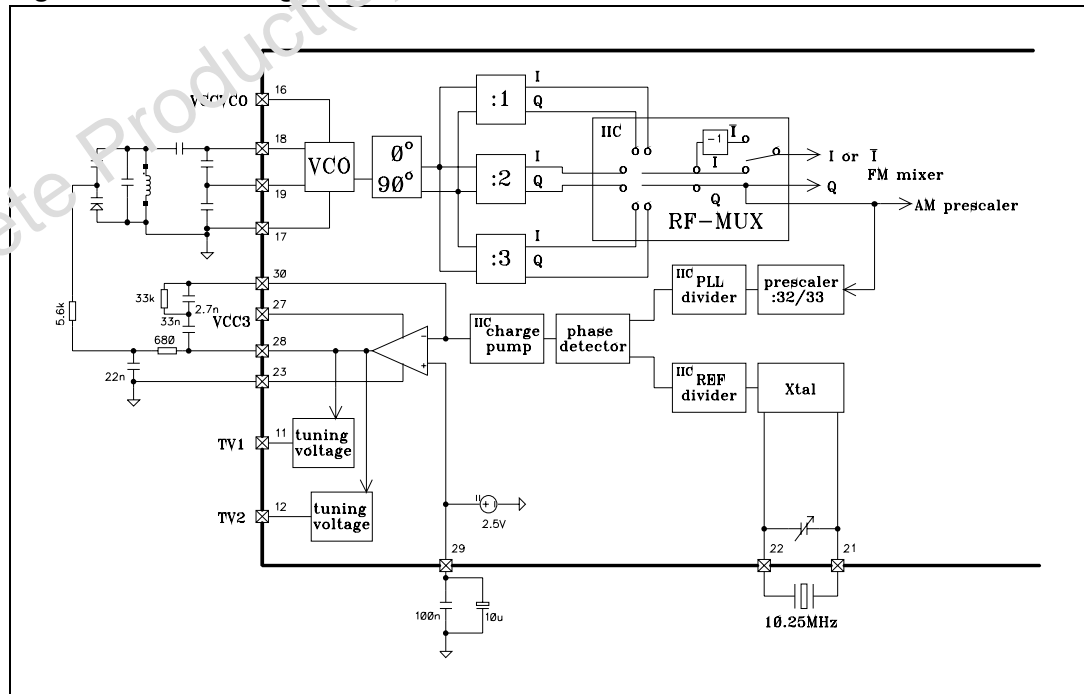 ete Product(s)
16
VCCVCO
18
19
17
VCO
0°
90°
:1
I
Q
:2
I
Q
:3
I
Q
IIC
-1
I̅
I
Q
RF-MUX
I or I̅
FM mixer
Q
AM prescaler
30
33k
2.7n
33n
27
VCC3
5.6k
680
28
22n
23
-
+
IIC charge
pump
phase
detector
IIC PLL
divider
prescaler
:32/33
IIC REF
divider
Xtal
TV1
11
tuning
voltage
TV2
12
tuning
voltage
2.5V
29
100n
10u
22
21
10.25MHz